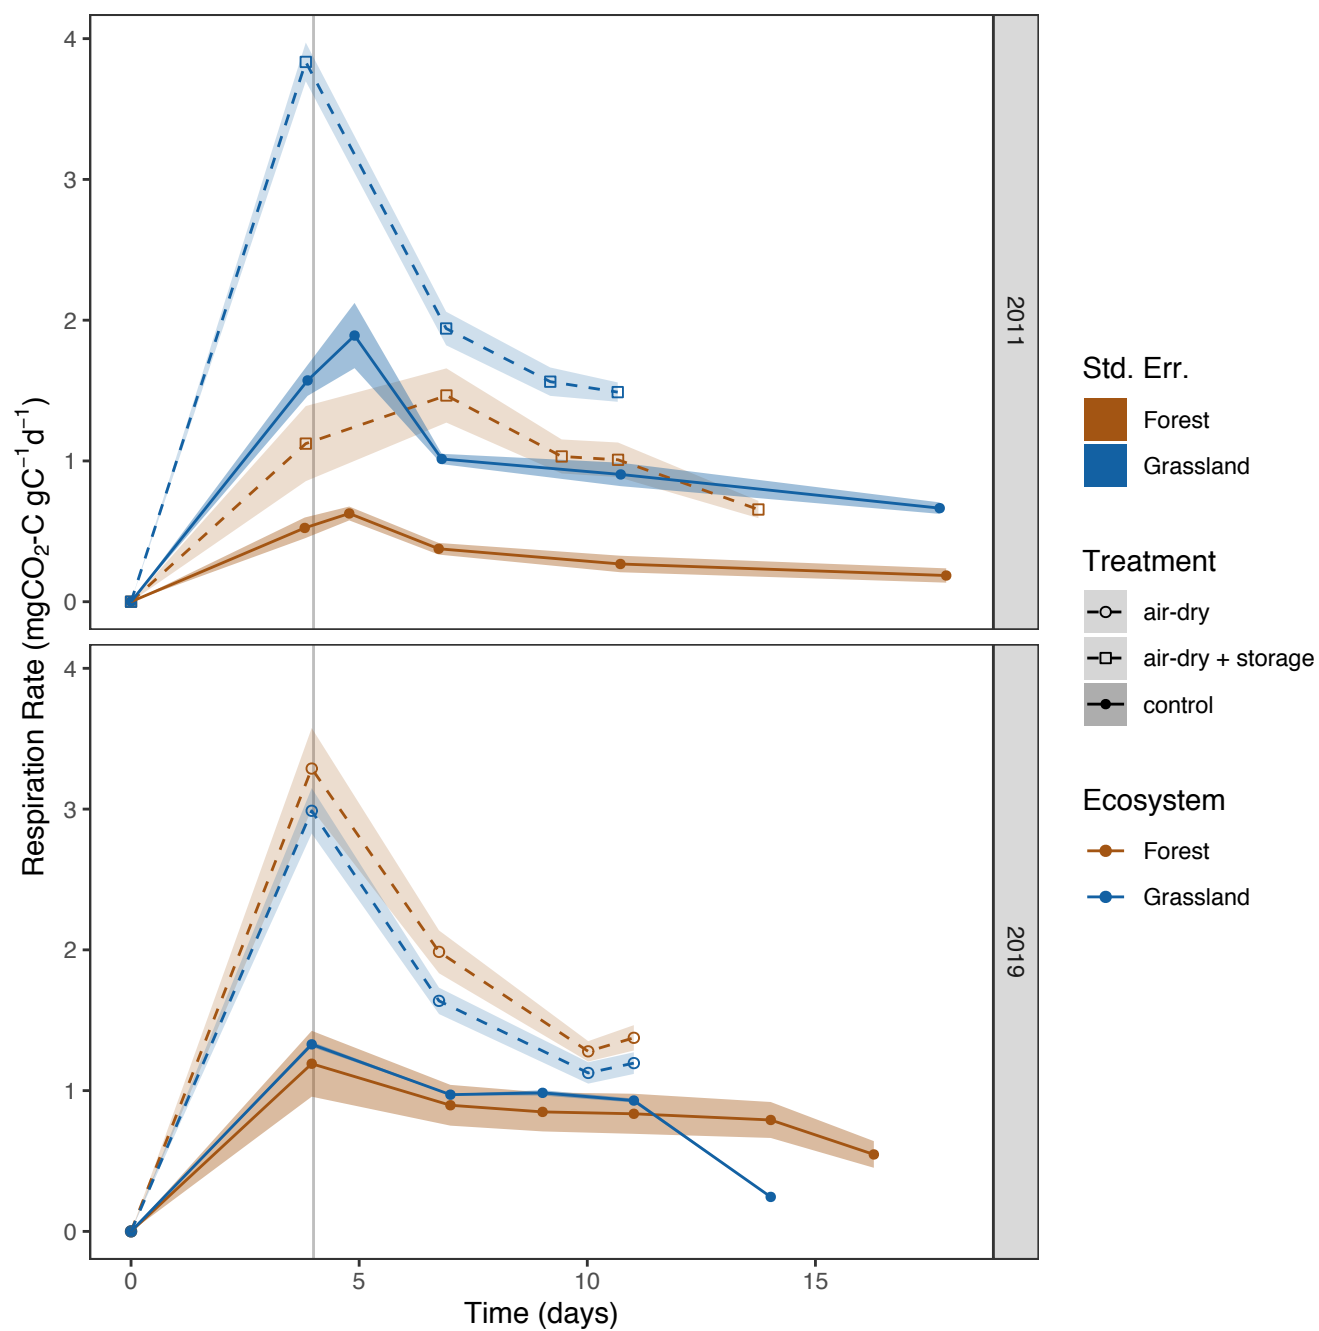 Respiration Rate (mgCO₂-C gC⁻¹d⁻¹)
4
3
2
1
0
2011
4
3
2
1
0
2019
0 5 10 15
Time (days)
Std. Err.
Forest
Grassland
Treatment
air-dry
air-dry + storage
control
Ecosystem
Forest
Grassland